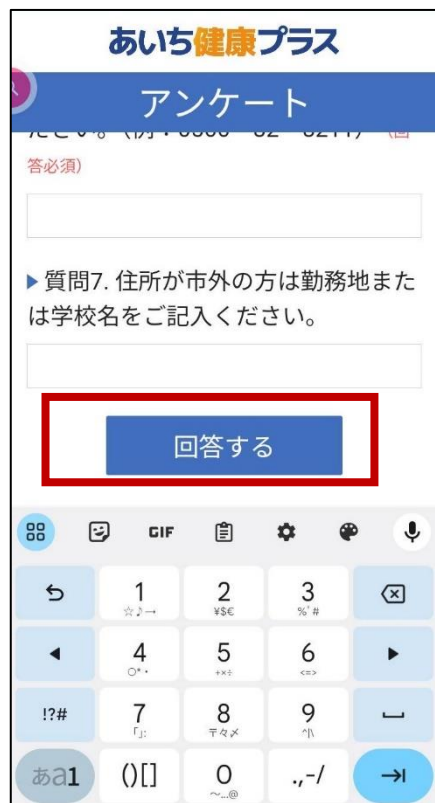 あいち健康プラス
アンケート
答必須)
▶質問7. 住所が市外の方は勤務地また
は学校名をご記入ください。
回答する
GIF
1 2 3
☆♪→ ¥$€ %゜#
4 5 6
○*・ +×÷ <=>
!?# 7 8 9
「」: 〒々〆 ^|\
あa1 ()[] 0 .,-/
~…@